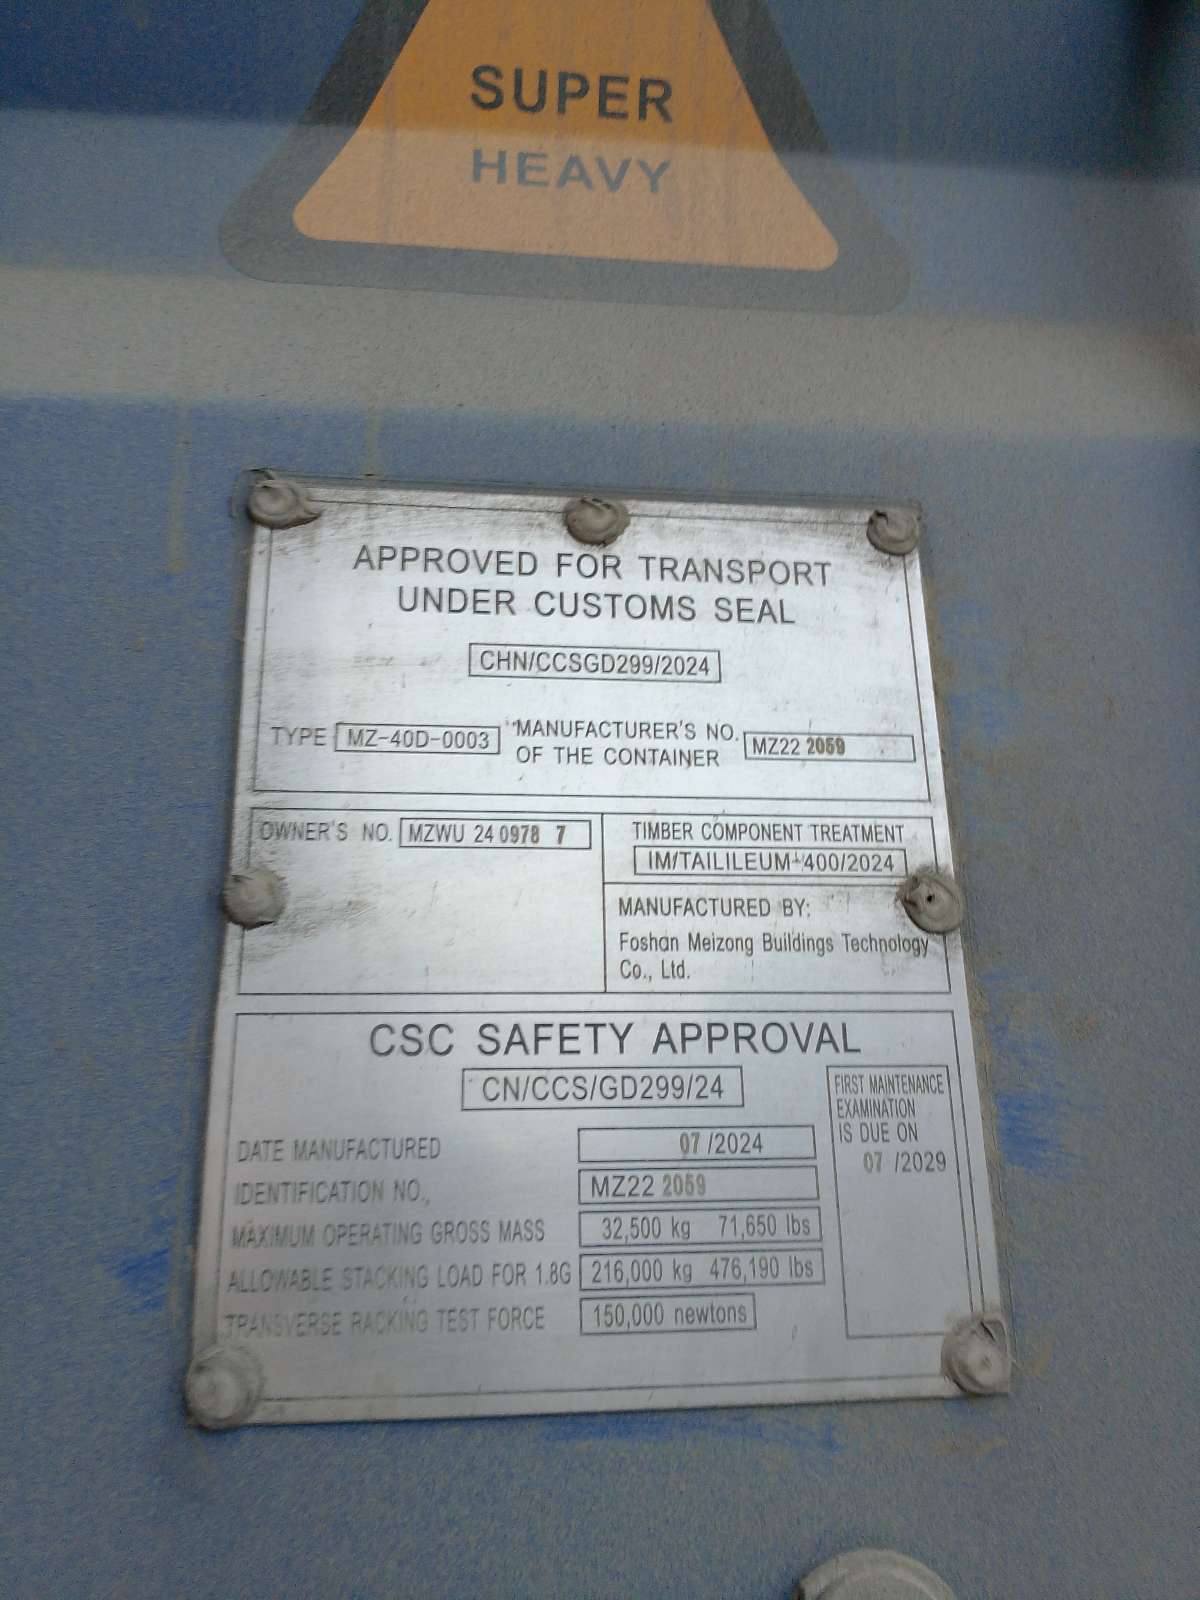 SUPER
HEAVY
APPROVED FOR TRANSPORT
UNDER CUSTOMS SEAL
CHN/CCSGD299/2024
TYPE MZ-40D-0003
MANUFACTURER'S NO.
OF THE CONTAINER
MZ22 2059
OWNER'S NO. MZWU 24 0978 7
TIMBER COMPONENT TREATMENT
IM/TAILILEUM-400/2024
MANUFACTURED BY:
Foshan Meizong Buildings Technology
Co., Ltd.
CSC SAFETY APPROVAL
CN/CCS/GD299/24
FIRST MAINTENANCE
EXAMINATION
IS DUE ON
07 /2029
DATE MANUFACTURED 07 /2024
IDENTIFICATION NO., MZ22 2059
MAXIMUM OPERATING GROSS MASS 32,500 kg 71,650 lbs
ALLOWABLE STACKING LOAD FOR 1.8G 216,000 kg 476,190 lbs
TRANSVERSE RACKING TEST FORCE 150,000 newtons